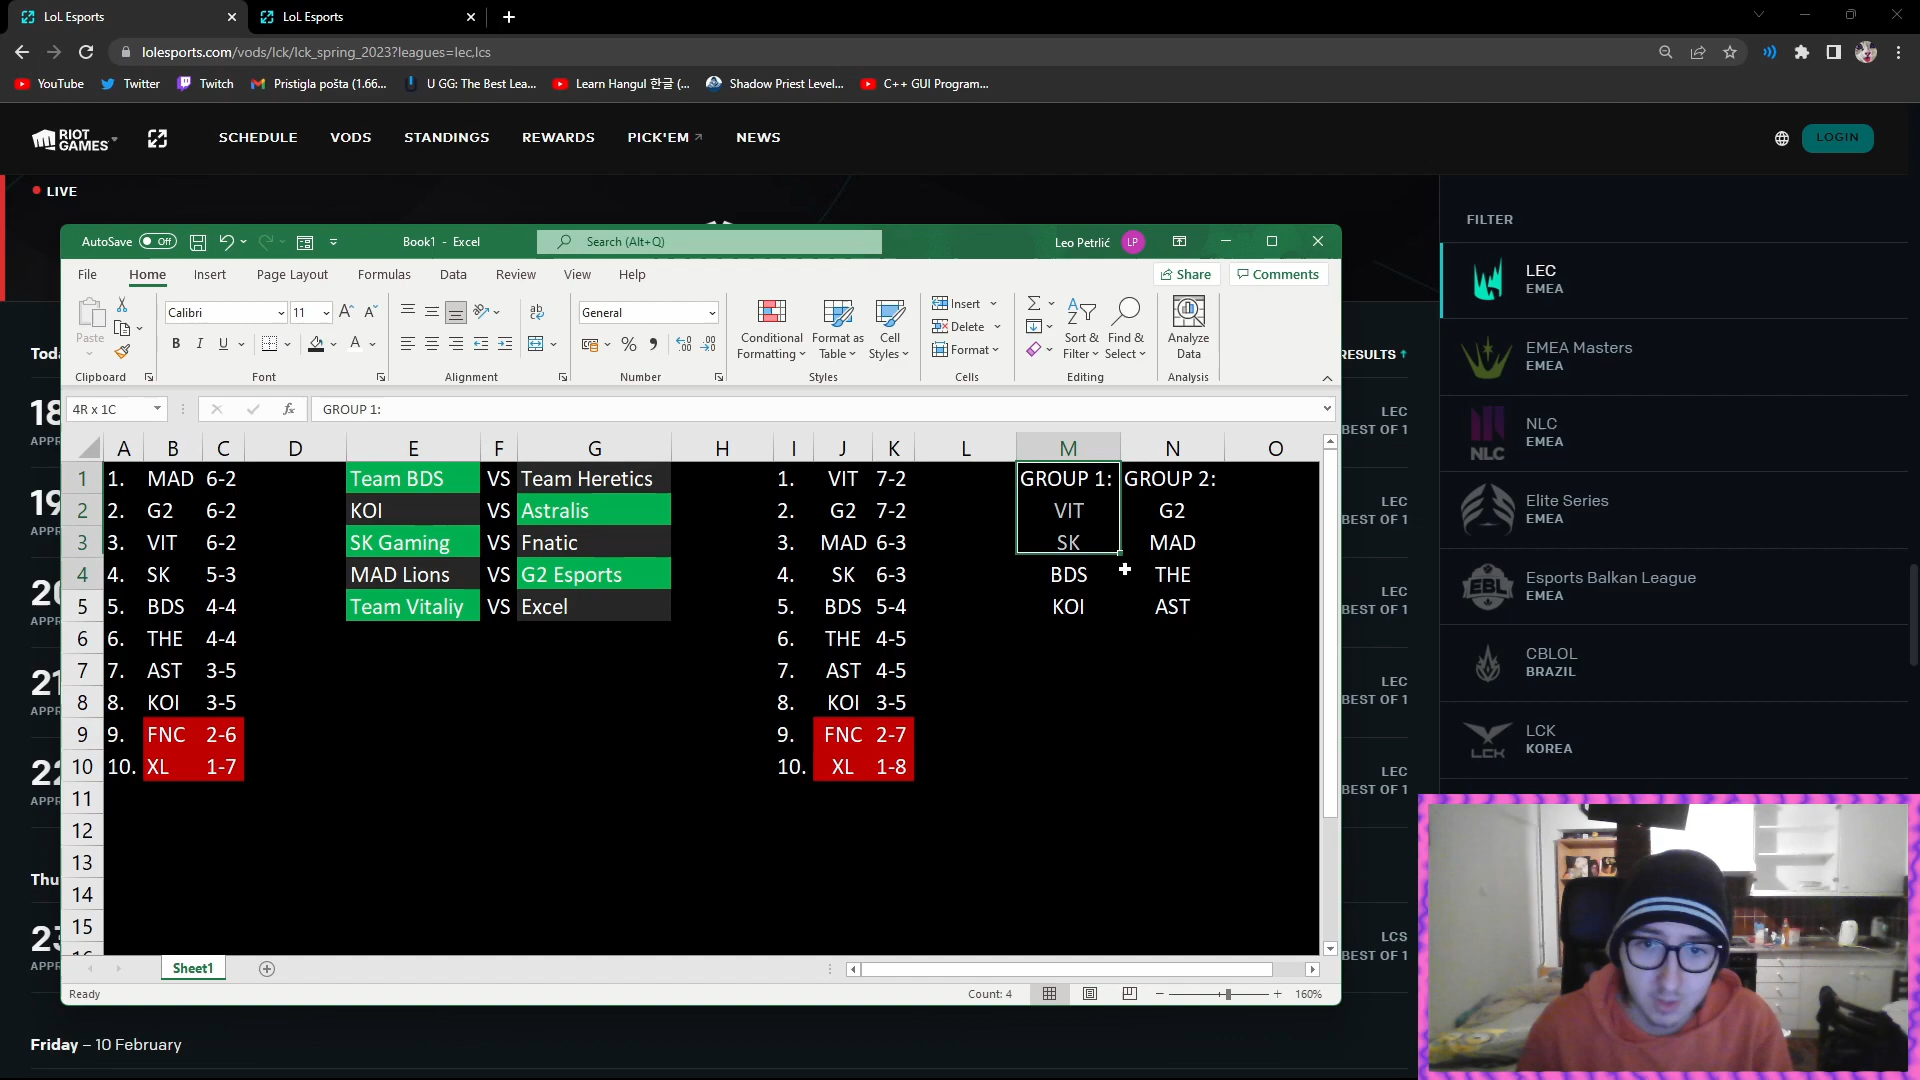 LoL Esports
LoL Esports
lolesports.com/vods/lck/lck_spring_2023?leagues=lec,lcs
YouTube Twitter Twitch Pristigla pošta (1.66... U GG: The Best Lea... Learn Hangul 한글 (... Shadow Priest Level... C++ GUI Program...
RIOT GAMES SCHEDULE VODS STANDINGS REWARDS PICK'EM NEWS LOGIN
LIVE
FILTER
AutoSave Off Book1 - Excel Search (Alt+Q) Leo Petrlić LP
File Home Insert Page Layout Formulas Data Review View Help Share Comments
Paste Calibri 11 General Conditional Formatting Format as Table Cell Styles Insert Delete Format Sort & Filter Find & Select Analyze Data
Clipboard Font Alignment Number Styles Cells Editing Analysis
4R x 1C fx GROUP 1:
A B C D E F G H I J K L M N O
1 1. MAD 6-2 Team BDS VS Team Heretics 1. VIT 7-2 GROUP 1: GROUP 2:
2 2. G2 6-2 KOI VS Astralis 2. G2 7-2 VIT G2
3 3. VIT 6-2 SK Gaming VS Fnatic 3. MAD 6-3 SK MAD
4 4. SK 5-3 MAD Lions VS G2 Esports 4. SK 6-3 BDS THE
5 5. BDS 4-4 Team Vitaliy VS Excel 5. BDS 5-4 KOI AST
6 6. THE 4-4 6. THE 4-5
7 7. AST 3-5 7. AST 4-5
8 8. KOI 3-5 8. KOI 3-5
9 9. FNC 2-6 9. FNC 2-7
10 10. XL 1-7 10. XL 1-8
11
12
13
14
15
Sheet1
Ready Count: 4 160%
Friday – 10 February
RESULTS
LEC
BEST OF 1
LEC
BEST OF 1
LEC
BEST OF 1
LEC
BEST OF 1
LEC
BEST OF 1
LCS
BEST OF 1
LEC
EMEA
EMEA Masters
EMEA
NLC
NLC
EMEA
Elite Series
EMEA
EBL
Esports Balkan League
EMEA
CBLOL
BRAZIL
LCK
LCK
KOREA